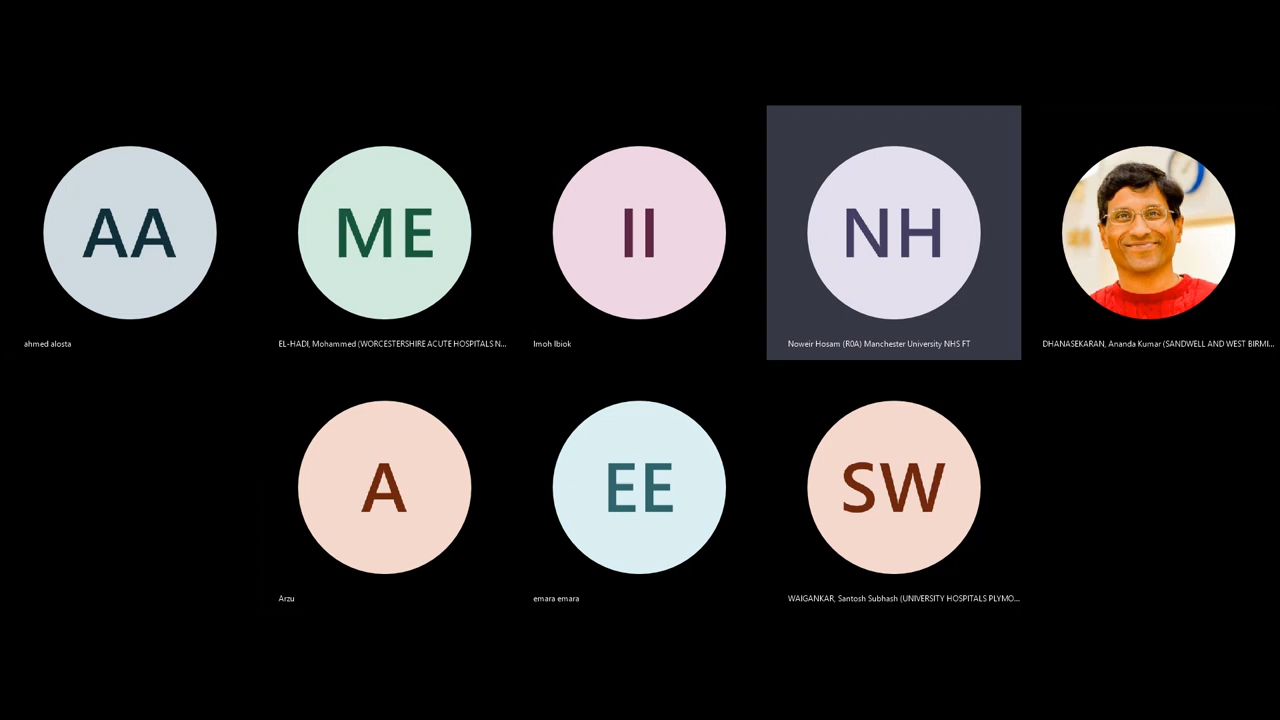 AA
ME
II
NH
ahmed alosta
EL-HADI, Mohammed (WORCESTERSHIRE ACUTE HOSPITALS N...
Imoh Ibiok
Noweir Hosam (R0A) Manchester University NHS FT
DHANASEKARAN, Ananda Kumar (SANDWELL AND WEST BIRMI...
A
EE
SW
Arzu
emara emara
WAIGANKAR, Santosh Subhash (UNIVERSITY HOSPITALS PLYMO...